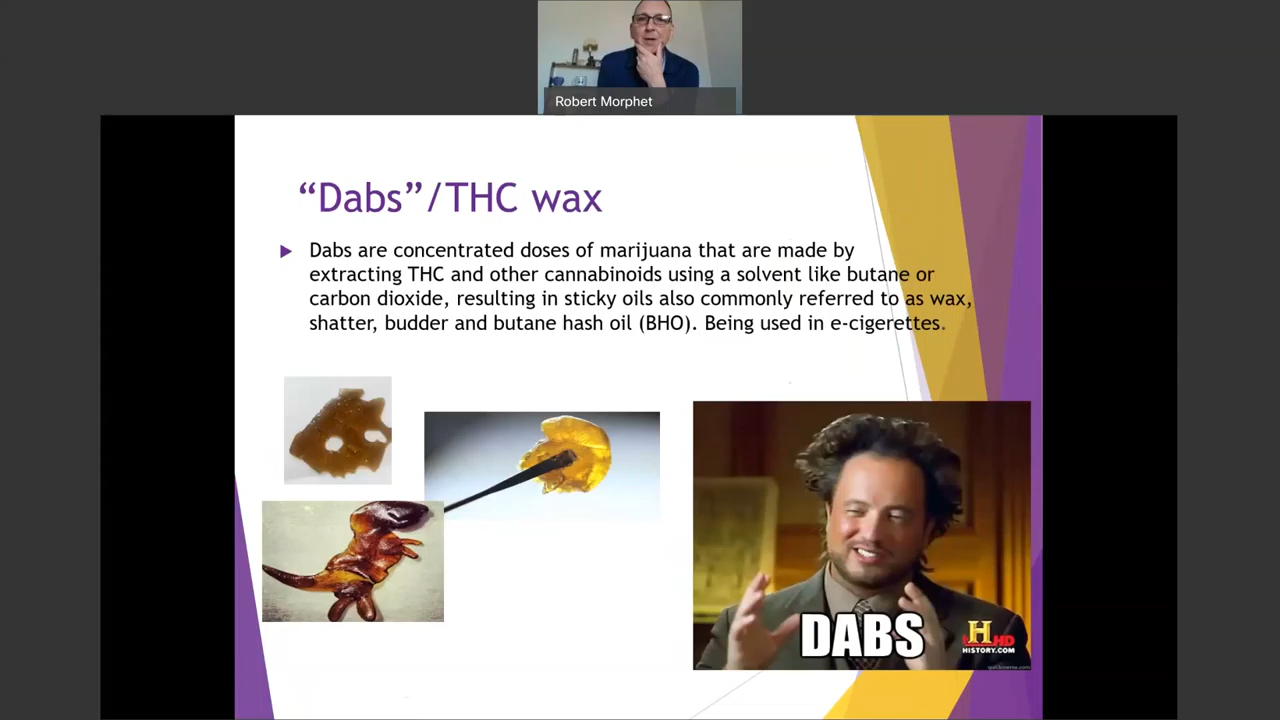 Robert Morphet
“Dabs”/THC wax
Dabs are concentrated doses of marijuana that are made by
extracting THC and other cannabinoids using a solvent like butane or
carbon dioxide, resulting in sticky oils also commonly referred to as wax,
shatter, budder and butane hash oil (BHO). Being used in e-cigerettes.
DABS
H HD
HISTORY.COM